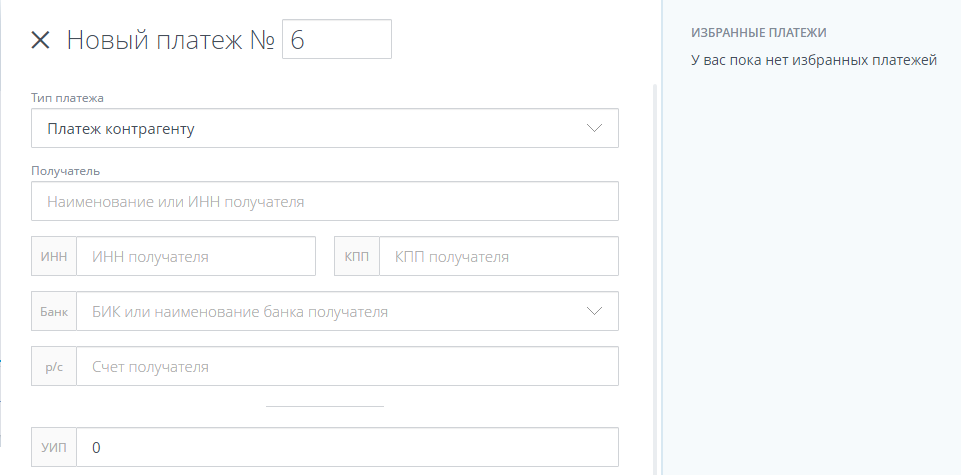 Новый платеж № 6
Тип платежа
Платеж контрагенту
Получатель
Наименование или ИНН получателя
ИНН ИНН получателя КПП КПП получателя
Банк БИК или наименование банка получателя
р/с Счет получателя
УИП 0
ИЗБРАННЫЕ ПЛАТЕЖИ
У вас пока нет избранных платежей